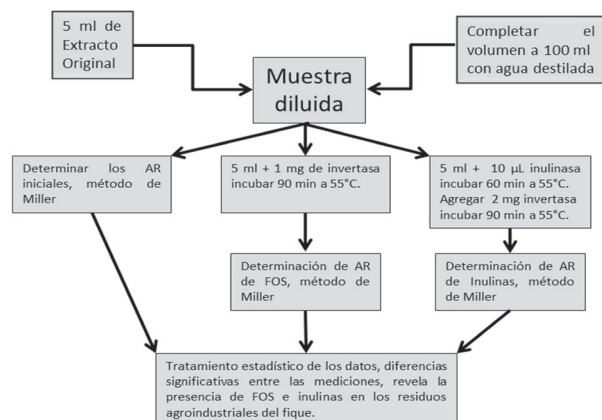 5 ml de
Extracto
Original
Completar el
volumen a 100 ml
con agua destilada
Muestra
diluida
Determinar los AR
iniciales, método de
Miller
5 ml + 1 mg de invertasa
incubar 90 min a 55°C.
5 ml + 10 µL inulinasa
incubar 60 min a 55°C.
Agregar 2 mg invertasa
incubar 90 min a 55°C.
Determinación de AR
de FOS, método de
Miller
Determinación de AR
de Inulinas, método
de Miller
Tratamiento estadístico de los datos, diferencias
significativas entre las mediciones, revela la
presencia de FOS e inulinas en los residuos
agroindustriales del fique.